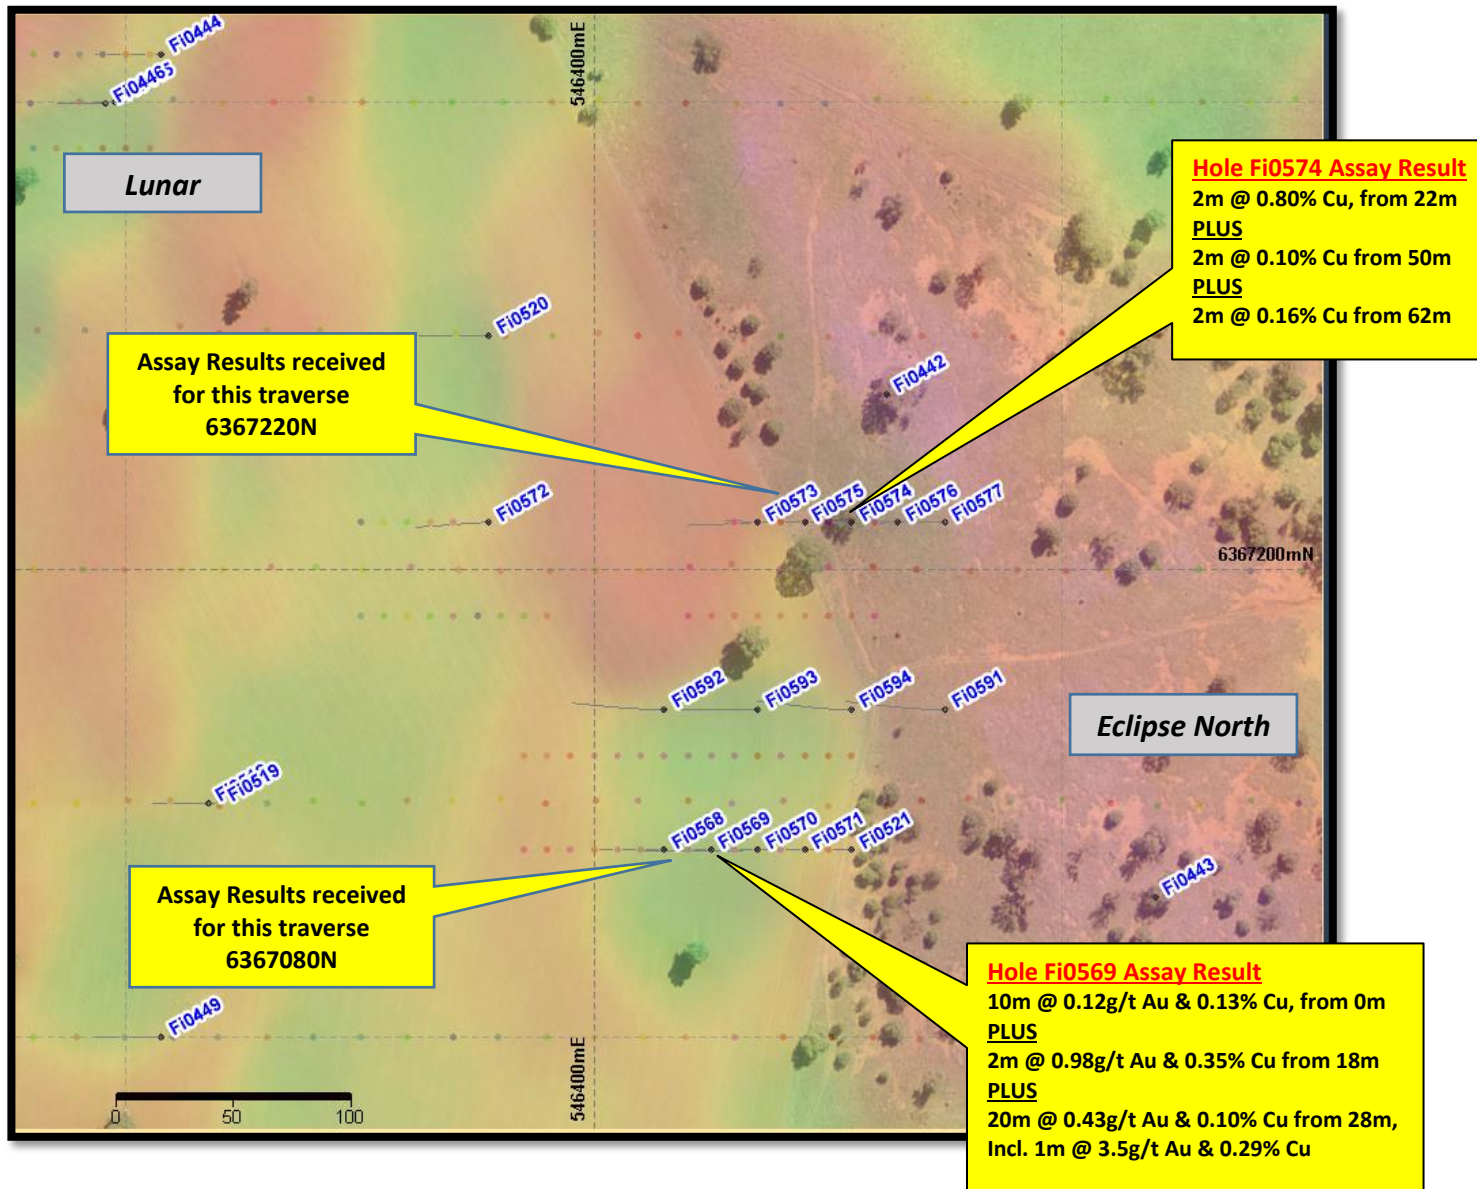 Fi0444
Fi04465
546400mE
Lunar
Hole Fi0574 Assay Result
2m @ 0.80% Cu, from 22m
PLUS
2m @ 0.10% Cu from 50m
PLUS
2m @ 0.16% Cu from 62m
Fi0520
Assay Results received
for this traverse
6367220N
Fi0442
Fi0572
Fi0573
Fi0575
Fi0574
Fi0576
Fi0577
6367200mN
Fi0592
Fi0593
Fi0594
Fi0591
Eclipse North
Fi0519
Fi0568
Fi0569
Fi0570
Fi0571
Fi0521
Assay Results received
for this traverse
6367080N
Fi0443
Hole Fi0569 Assay Result
10m @ 0.12g/t Au & 0.13% Cu, from 0m
PLUS
2m @ 0.98g/t Au & 0.35% Cu from 18m
PLUS
20m @ 0.43g/t Au & 0.10% Cu from 28m,
Incl. 1m @ 3.5g/t Au & 0.29% Cu
Fi0449
546400mE
0 50 100